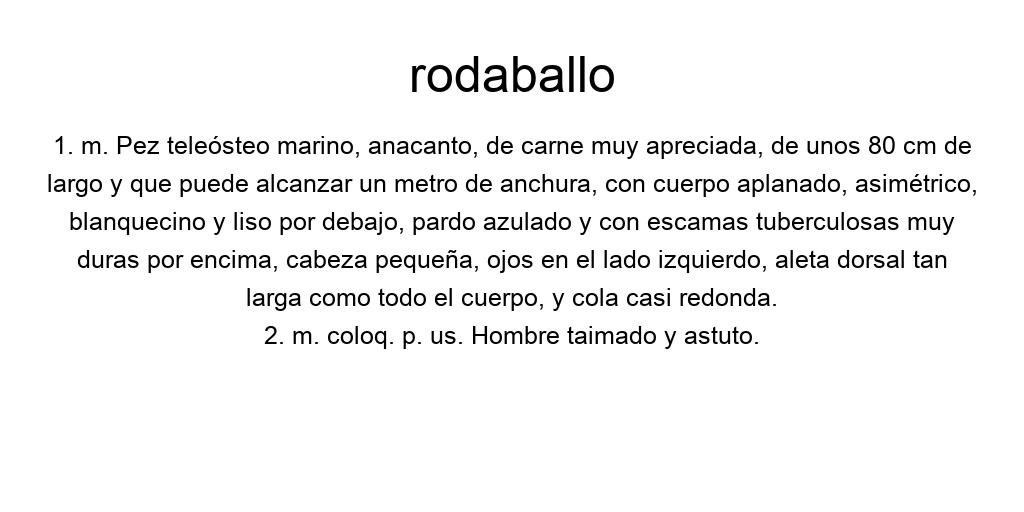 rodaballo
1. m. Pez teleósteo marino, anacanto, de carne muy apreciada, de unos 80 cm de
largo y que puede alcanzar un metro de anchura, con cuerpo aplanado, asimétrico,
blanquecino y liso por debajo, pardo azulado y con escamas tuberculosas muy
duras por encima, cabeza pequeña, ojos en el lado izquierdo, aleta dorsal tan
larga como todo el cuerpo, y cola casi redonda.
2. m. coloq. p. us. Hombre taimado y astuto.